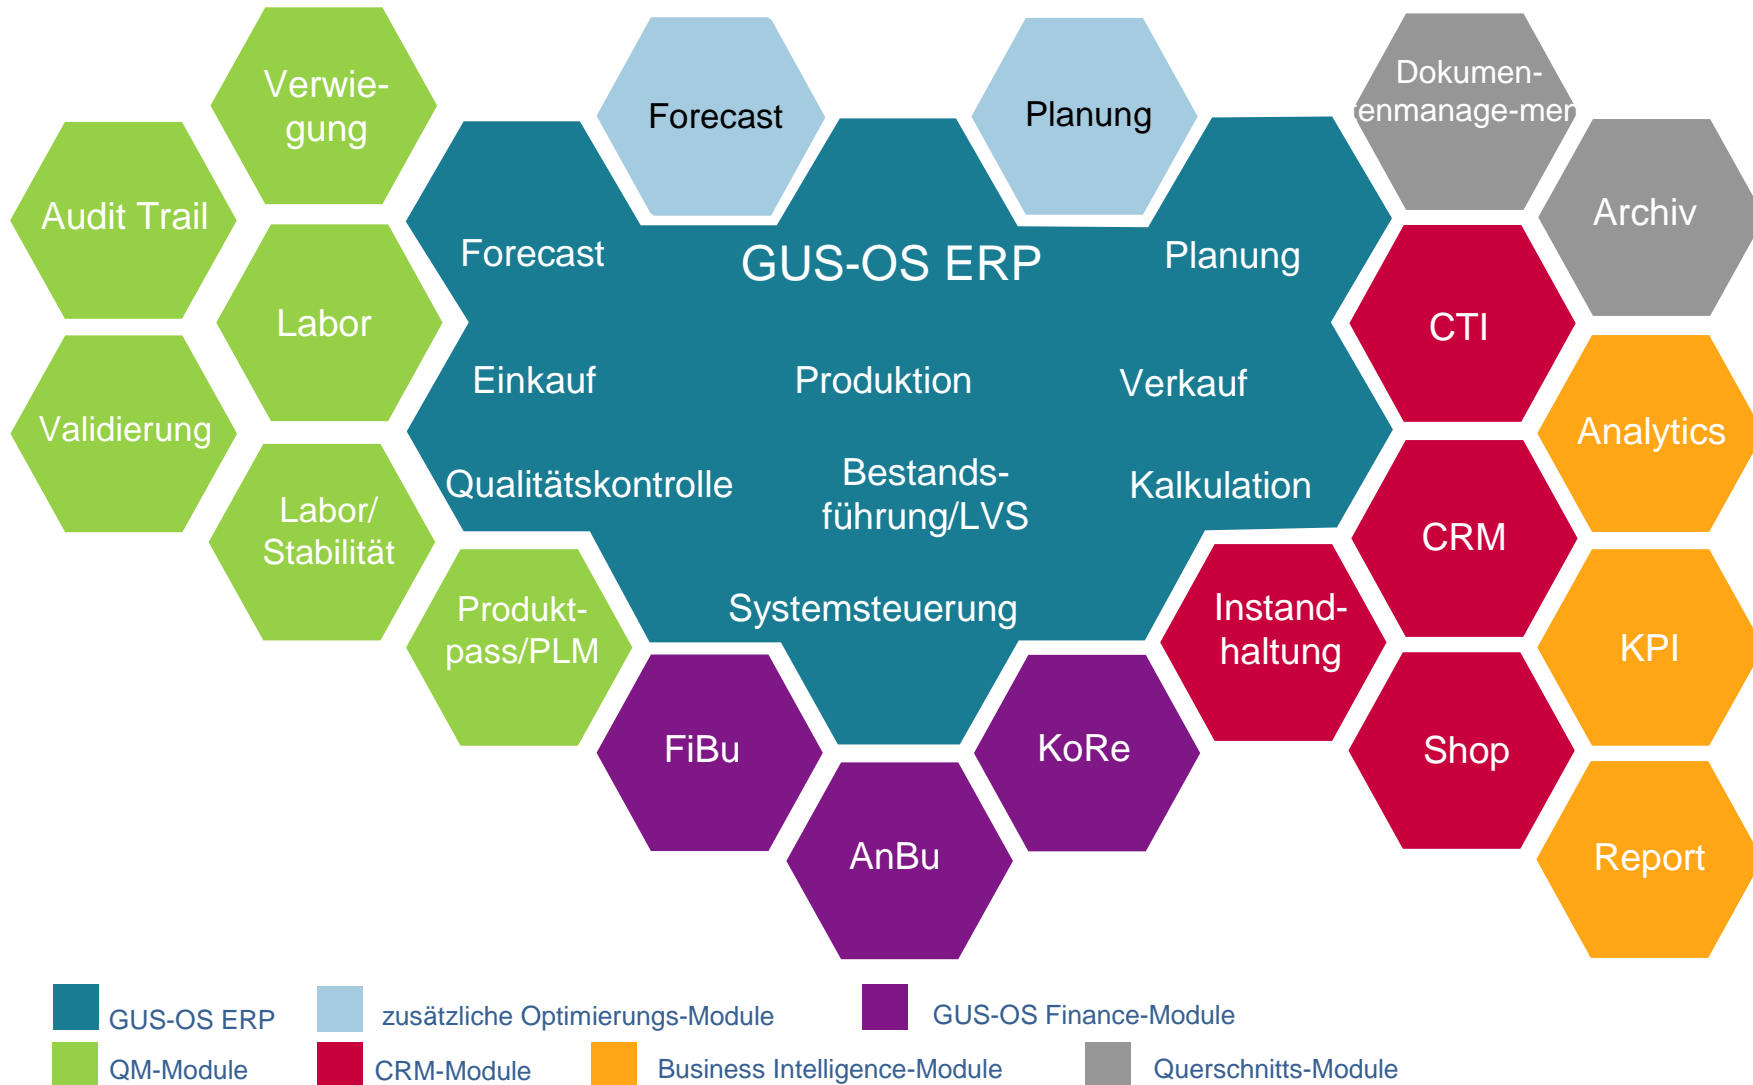 Verwie-
gung
Forecast
Planung
Dokumen-
tenmanage-men
Audit Trail
Archiv
Forecast
GUS-OS ERP
Planung
Labor
CTI
Einkauf
Produktion
Verkauf
Validierung
Analytics
Qualitätskontrolle
Bestands-
führung/LVS
Kalkulation
Labor/
Stabilität
CRM
Produkt-
pass/PLM
Systemsteuerung
Instand-
haltung
KPI
FiBu
KoRe
Shop
AnBu
Report
GUS-OS ERP
zusätzliche Optimierungs-Module
GUS-OS Finance-Module
QM-Module
CRM-Module
Business Intelligence-Module
Querschnitts-Module